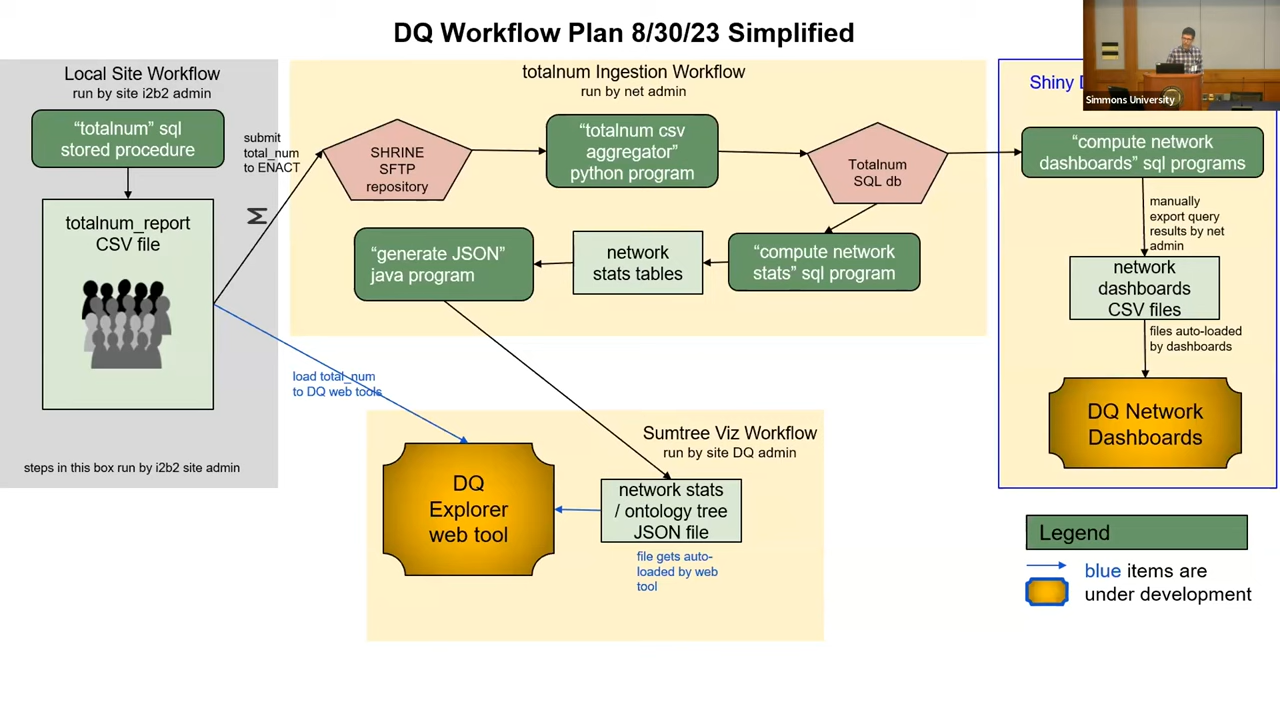 DQ Workflow Plan 8/30/23 Simplified
Local Site Workflow
run by site i2b2 admin
“totalnum” sql
stored procedure
totalnum_report
CSV file
steps in this box run by i2b2 site admin
submit
total_num
to ENACT
Σ
load total_num
to DQ web tools
totalnum Ingestion Workflow
run by net admin
SHRINE
SFTP
repository
“totalnum csv
aggregator”
python program
Totalnum
SQL db
“generate JSON”
java program
network
stats tables
“compute network
stats” sql program
Sumtree Viz Workflow
run by site DQ admin
DQ
Explorer
web tool
network stats
/ ontology tree
JSON file
file gets auto-
loaded by web
tool
Shiny
Simmons University
“compute network
dashboards” sql programs
manually
export query
results by net
admin
network
dashboards
CSV files
files auto-loaded
by dashboards
DQ Network
Dashboards
Legend
blue items are
under development